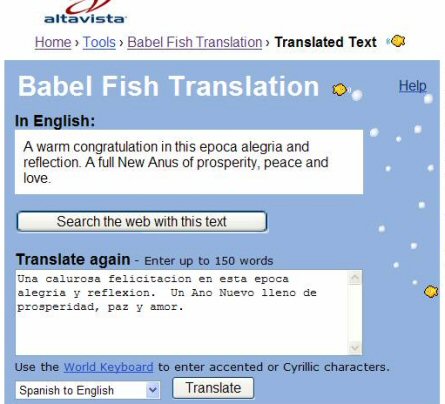 altavista
Home › Tools › Babel Fish Translation › Translated Text
Babel Fish Translation
Help
In English:
A warm congratulation in this epoca alegria and
reflection. A full New Anus of prosperity, peace and
love.
Search the web with this text
Translate again - Enter up to 150 words
Una calurosa felicitacion en esta epoca
alegria y reflexion. Un Ano Nuevo lleno de
prosperidad, paz y amor.
Use the World Keyboard to enter accented or Cyrillic characters.
Spanish to English
Translate